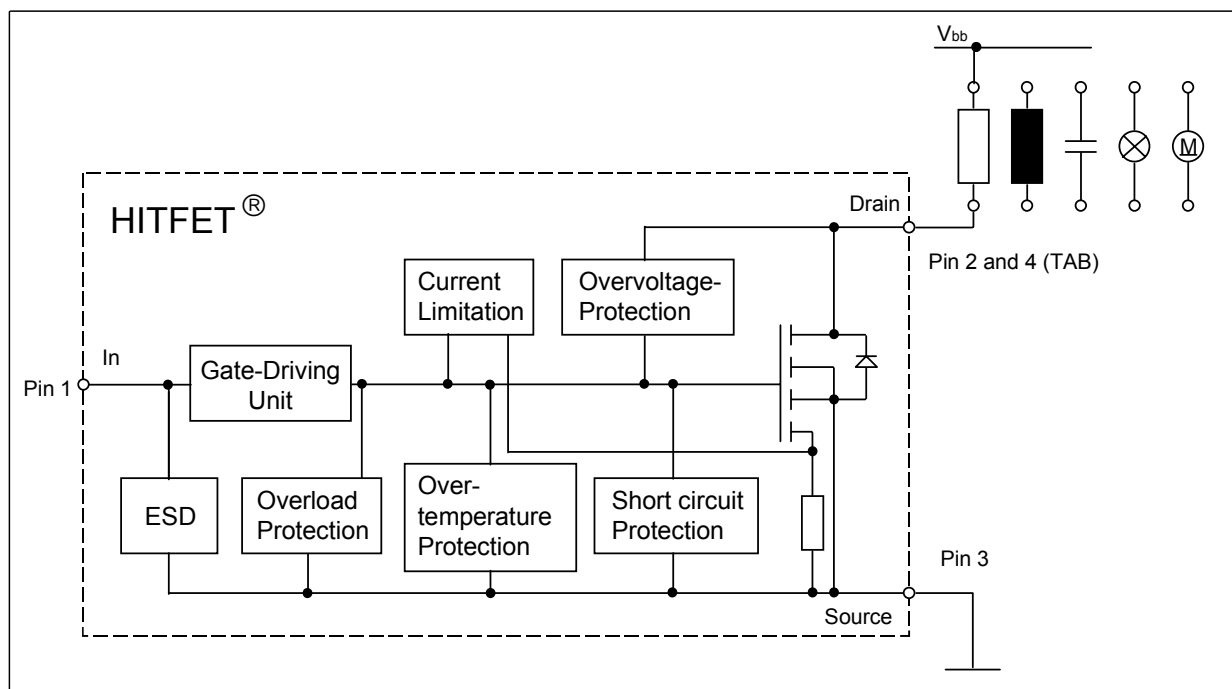 Vbb
M
HITFET ®
Drain
Pin 2 and 4 (TAB)
Current
Limitation
Overvoltage-
Protection
In
Pin 1
Gate-Driving
Unit
ESD
Overload
Protection
Over-
temperature
Protection
Short circuit
Protection
Pin 3
Source